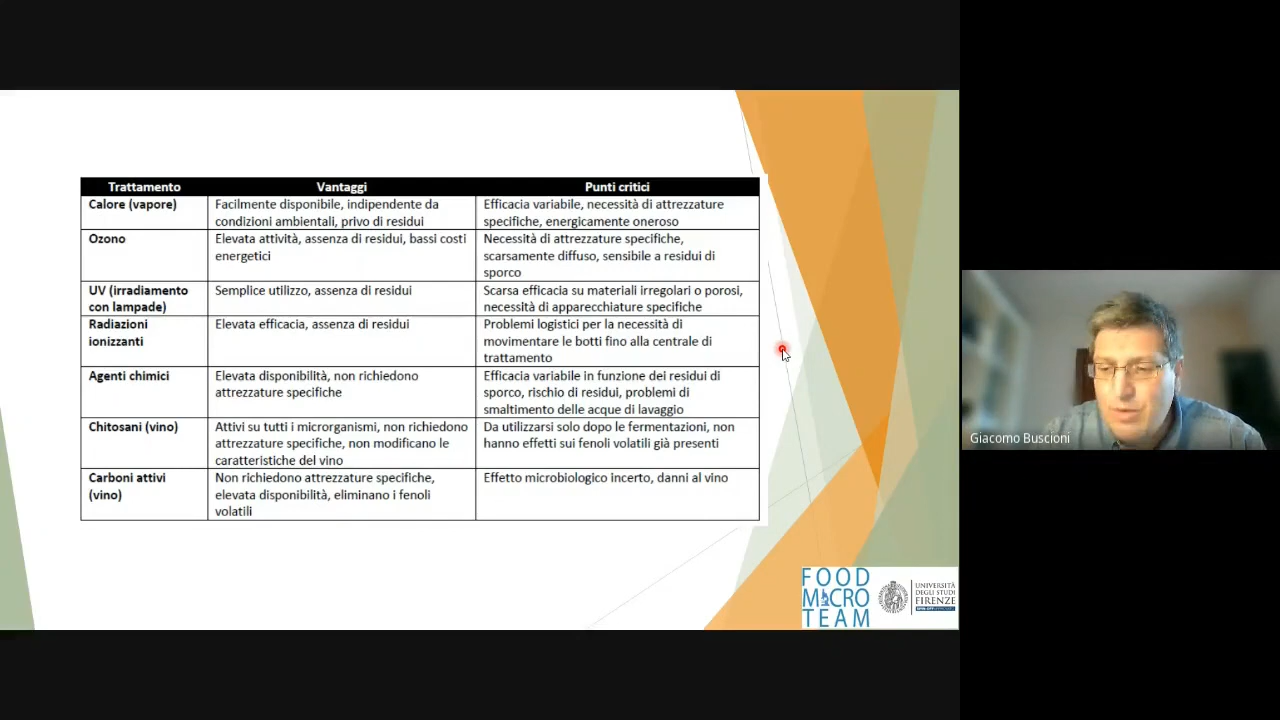 Trattamento Vantaggi Punti critici
Calore (vapore)
Facilmente disponibile, indipendente da
condizioni ambientali, privo di residui
Efficacia variabile, necessità di attrezzature
specifiche, energicamente oneroso
Ozono
Elevata attività, assenza di residui, bassi costi
energetici
Necessità di attrezzature specifiche,
scarsamente diffuso, sensibile a residui di
sporco
UV (irradiamento
con lampade)
Semplice utilizzo, assenza di residui
Scarsa efficacia su materiali irregolari o porosi,
necessità di apparecchiature specifiche
Radiazioni
ionizzanti
Elevata efficacia, assenza di residui
Problemi logistici per la necessità di
movimentare le botti fino alla centrale di
trattamento
Agenti chimici
Elevata disponibilità, non richiedono
attrezzature specifiche
Efficacia variabile in funzione dei residui di
sporco, rischio di residui, problemi di
smaltimento delle acque di lavaggio
Chitosani (vino)
Attivi su tutti i microrganismi, non richiedono
attrezzature specifiche, non modificano le
caratteristiche del vino
Da utilizzarsi solo dopo le fermentazioni, non
hanno effetti sui fenoli volatili già presenti
Carboni attivi
(vino)
Non richiedono attrezzature specifiche,
elevata disponibilità, eliminano i fenoli
volatili
Effetto microbiologico incerto, danni al vino
Giacomo Buscioni
FOOD
MICRO
TEAM
UNIVERSITÀ
DEGLI STUDI
FIRENZE